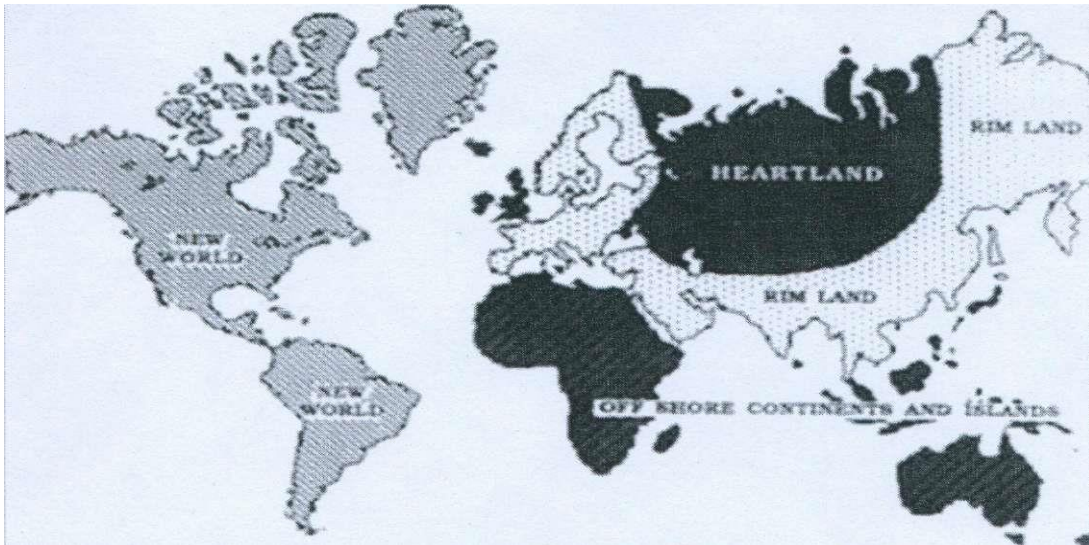 RIM LAND
HEARTLAND
NEW
WORLD
RIM LAND
NEW
WORLD
OFF SHORE CONTINENTS AND ISLANDS